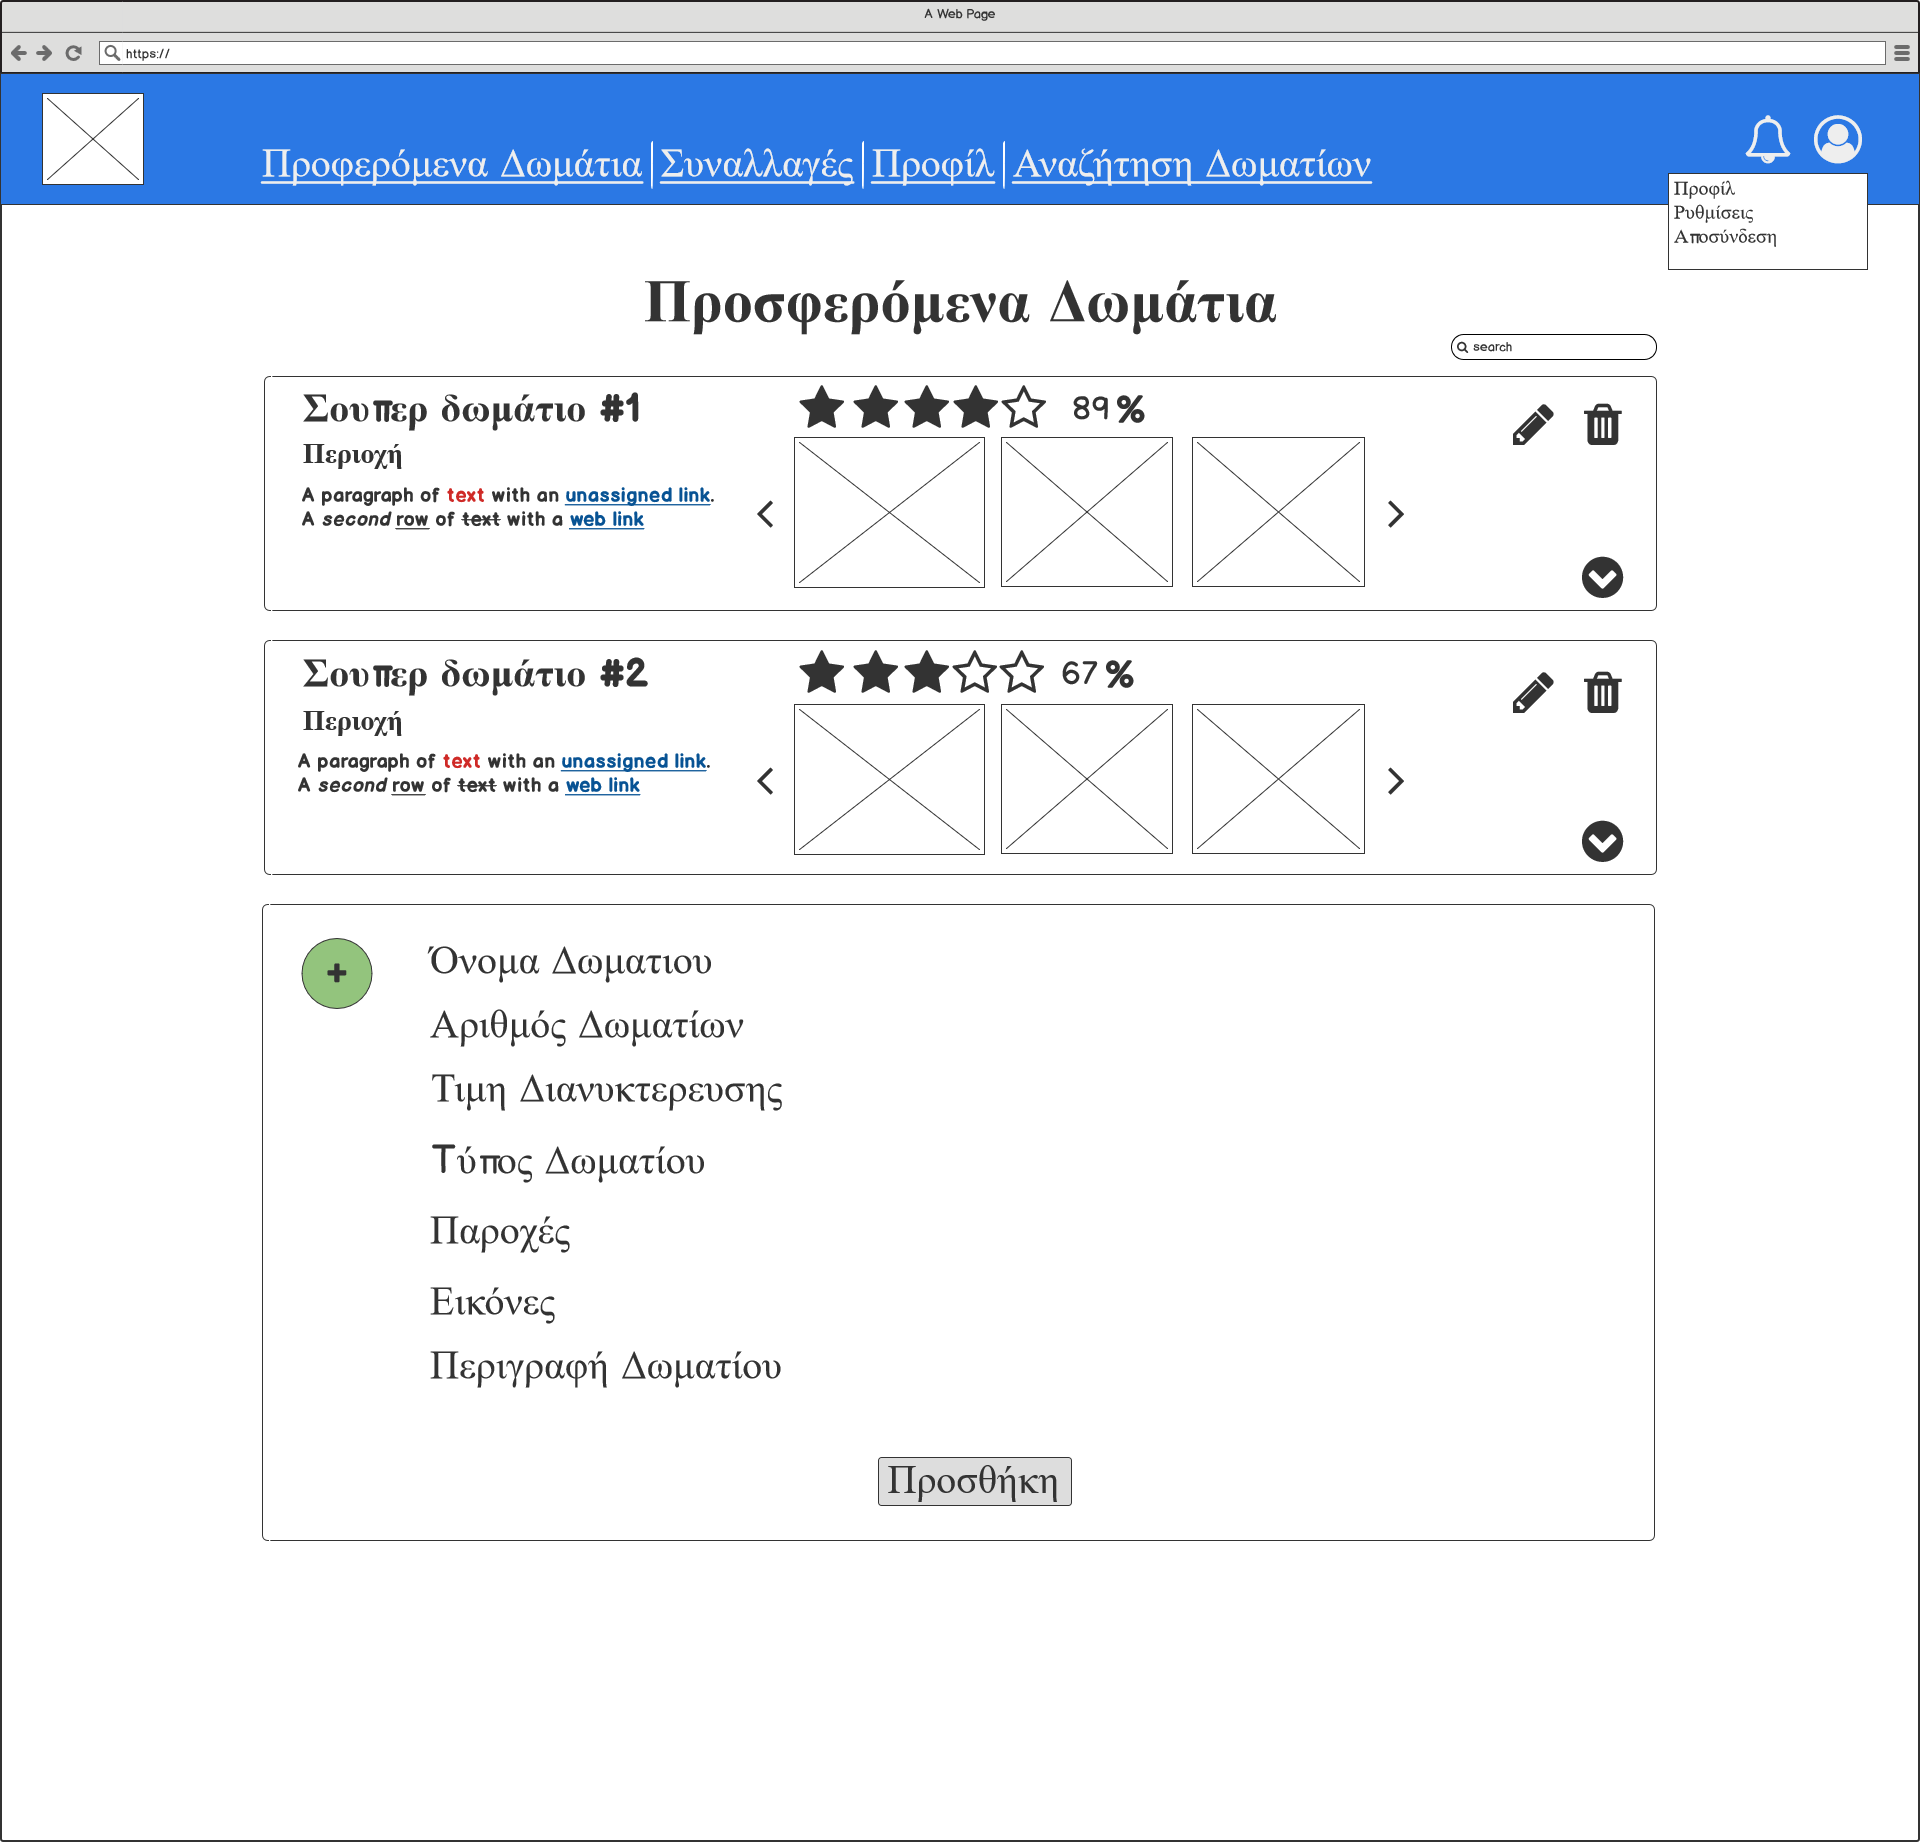 A Web Page
https://
Προφερόμενα Δωμάτια Συναλλαγές Προφίλ Αναζήτηση Δωματίων
Προφίλ
Ρυθμίσεις
Αποσύνδεση
Προσφερόμενα Δωμάτια
search
Σουπερ δωμάτιο #1
89 %
Περιοχή
A paragraph of text with an unassigned link.
A second row of text with a web link
Σουπερ δωμάτιο #2
67 %
Περιοχή
A paragraph of text with an unassigned link.
A second row of text with a web link
Όνομα Δωματιου
Αριθμός Δωματίων
Τιμη Διανυκτερευσης
Τύπος Δωματίου
Παροχές
Εικόνες
Περιγραφή Δωματίου
Προσθήκη